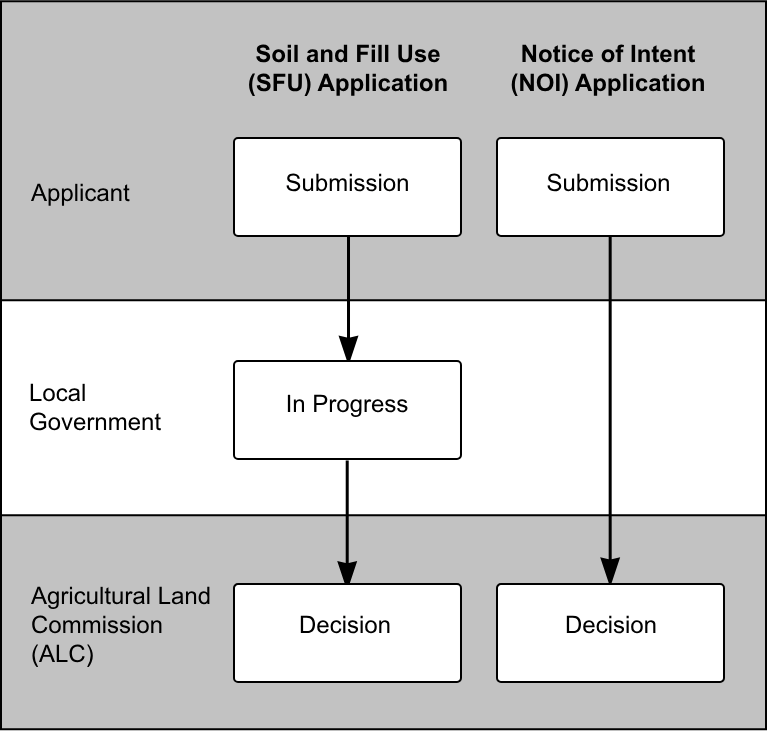 Soil and Fill Use
(SFU) Application
Notice of Intent
(NOI) Application
Applicant
Submission
Submission
Local
Government
In Progress
Agricultural Land
Commission
(ALC)
Decision
Decision